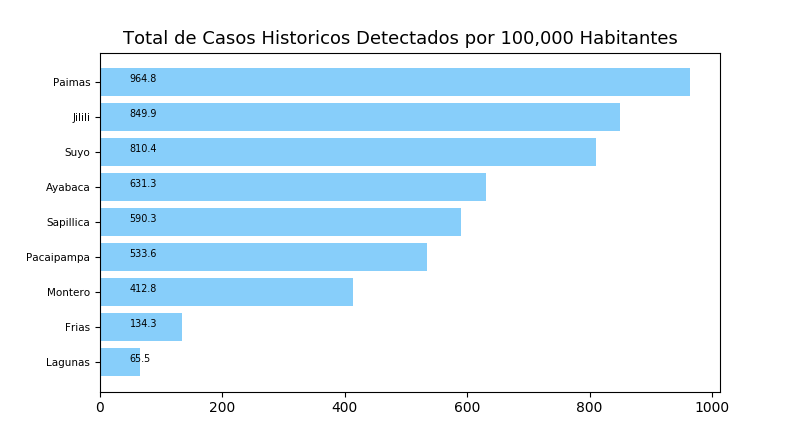 Total de Casos Historicos Detectados por 100,000 Habitantes
Paimas 964.8
Jilili 849.9
Suyo 810.4
Ayabaca 631.3
Sapillica 590.3
Pacaipampa 533.6
Montero 412.8
Frias 134.3
Lagunas 65.5
0 200 400 600 800 1000